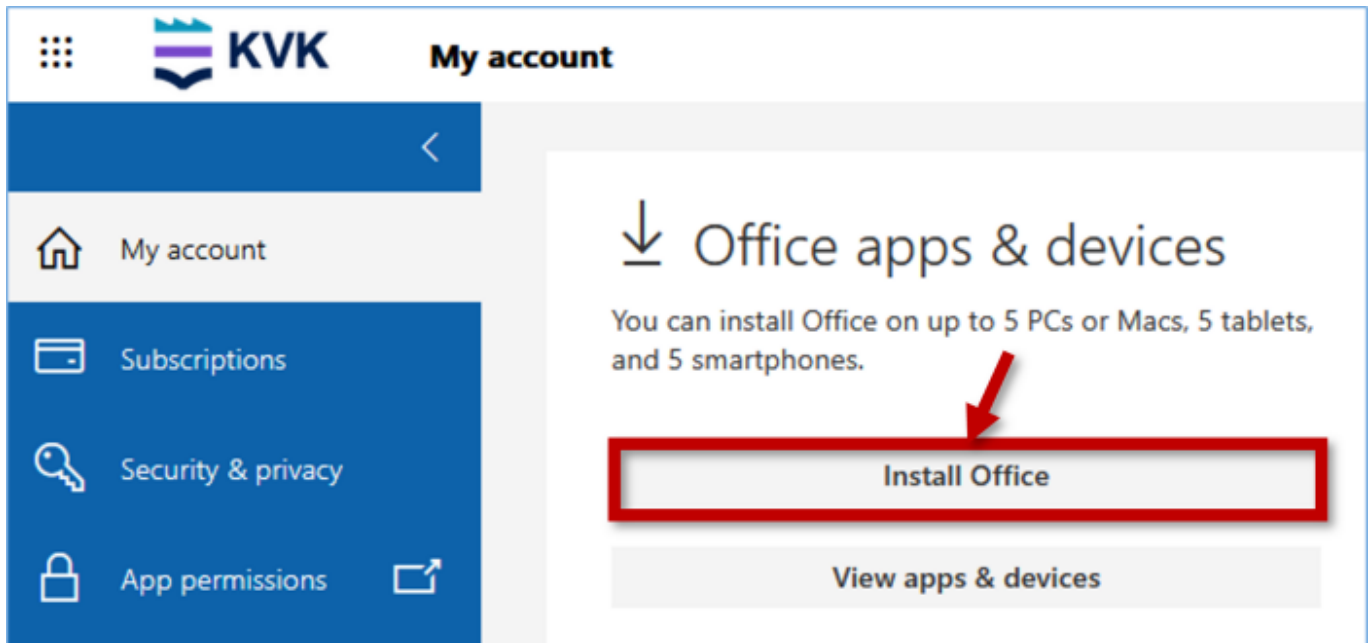 KVK
My account
My account
Subscriptions
Security & privacy
App permissions
Office apps & devices
You can install Office on up to 5 PCs or Macs, 5 tablets,
and 5 smartphones.
Install Office
View apps & devices